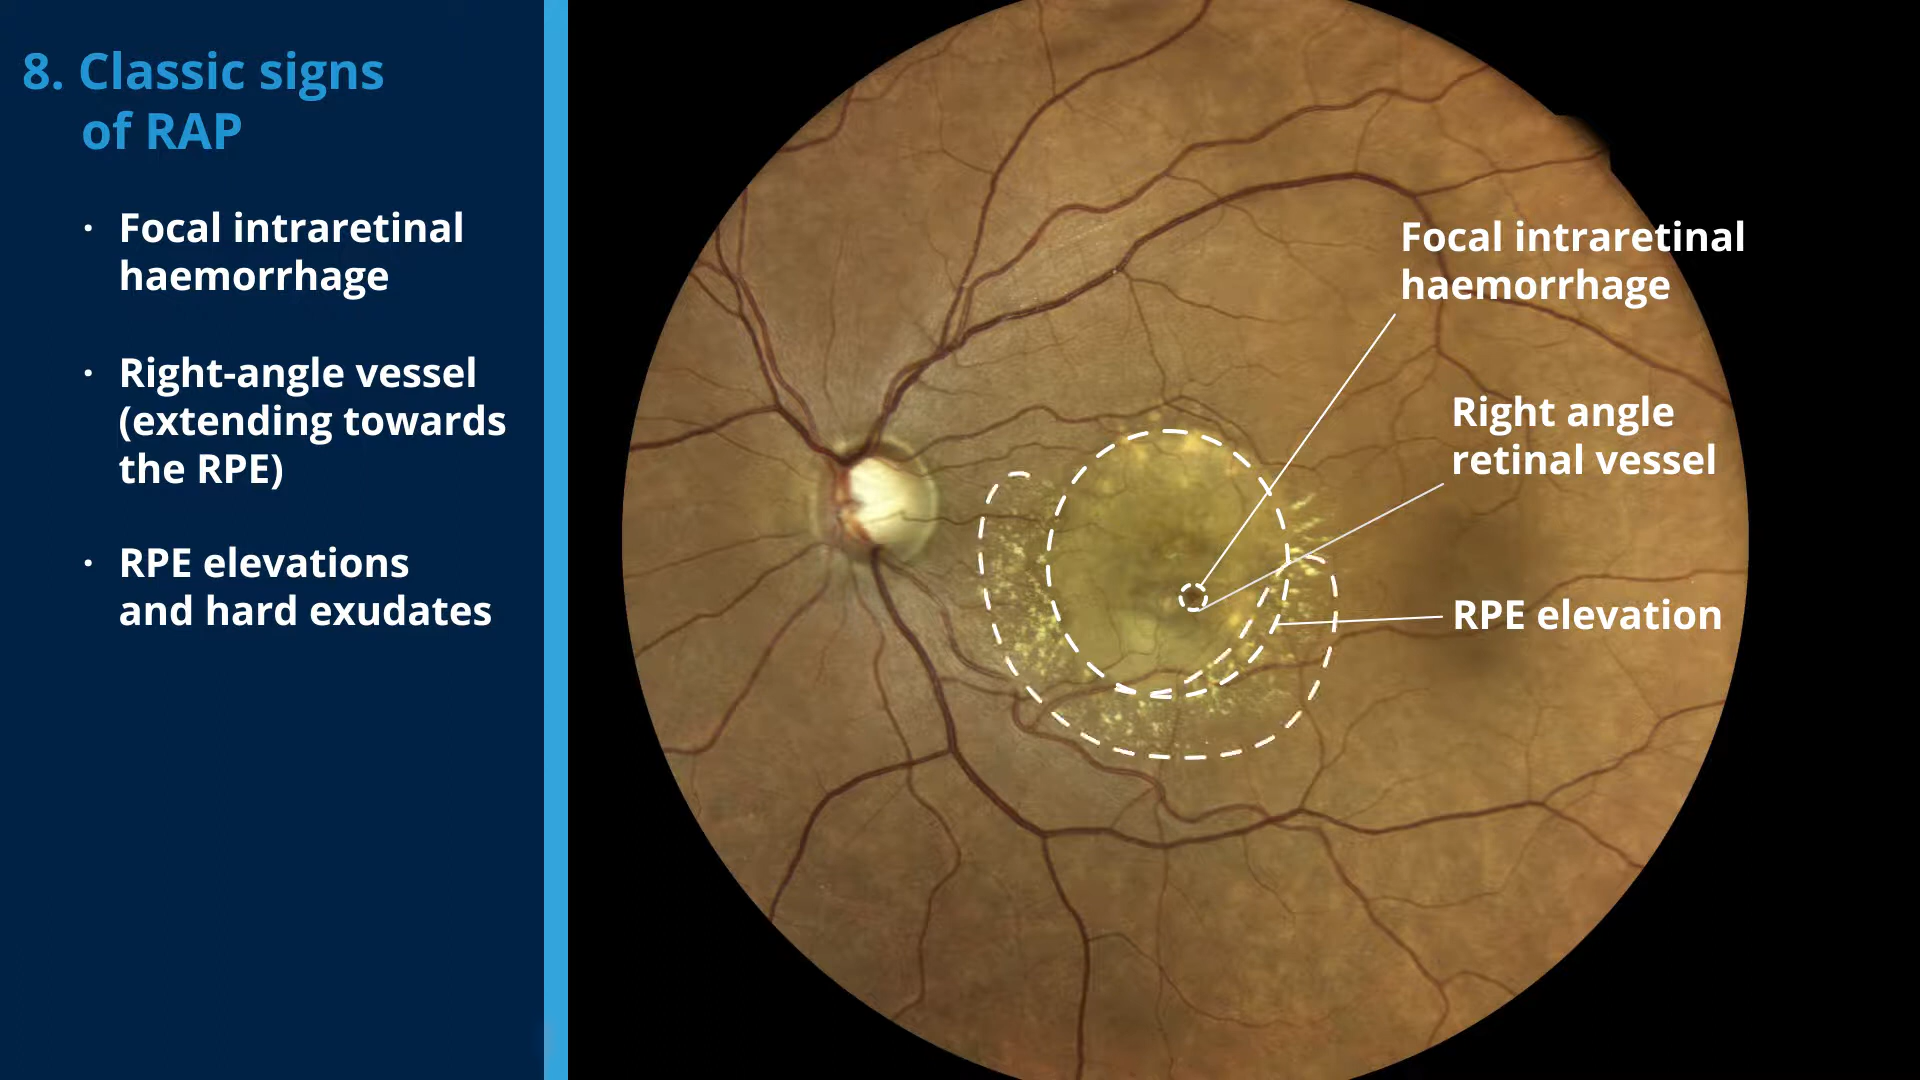 8. Classic signs
of RAP
· Focal intraretinal
haemorrhage
· Right-angle vessel
(extending towards
the RPE)
· RPE elevations
and hard exudates
Focal intraretinal
haemorrhage
Right angle
retinal vessel
RPE elevation